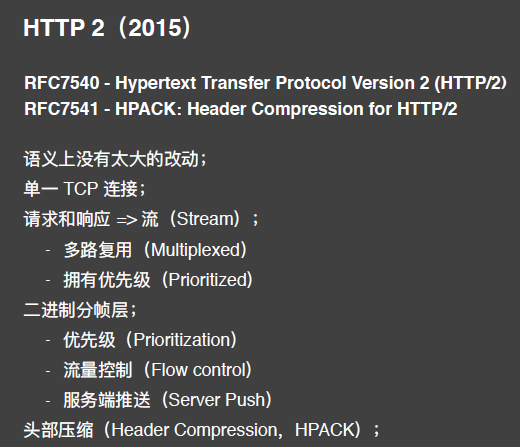 HTTP 2（2015）
RFC7540 - Hypertext Transfer Protocol Version 2 (HTTP/2)
RFC7541 - HPACK: Header Compression for HTTP/2
语义上没有太大的改动；
单一 TCP 连接；
请求和响应 => 流（Stream）；
- 多路复用（Multiplexed）
- 拥有优先级（Prioritized）
二进制分帧层；
- 优先级（Prioritization）
- 流量控制（Flow control）
- 服务端推送（Server Push）
头部压缩（Header Compression，HPACK）；